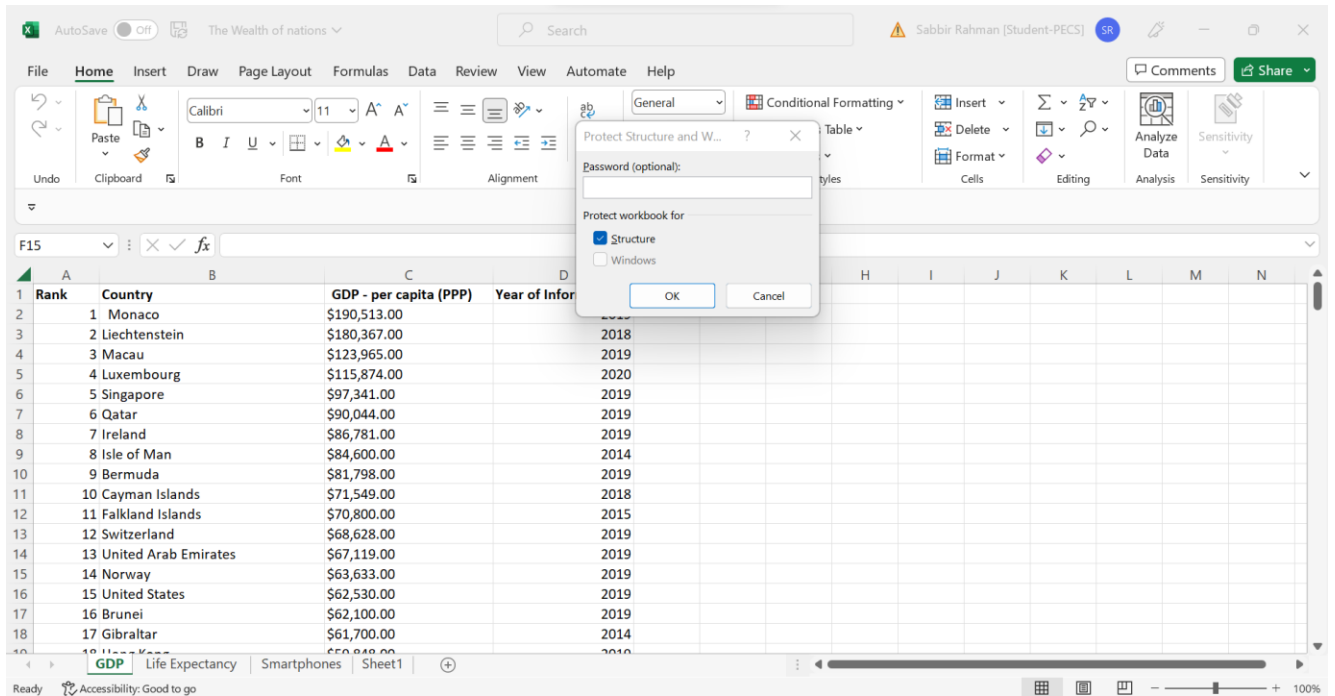 AutoSave Off The Wealth of nations Search Sabbir Rahman [Student-PECS] SR
File Home Insert Draw Page Layout Formulas Data Review View Automate Help Comments Share
Calibri 11 A A ab General Conditional Formatting Insert Σ
Paste B I U A Table Delete Analyze Data Sensitivity
Format
Undo Clipboard Font Alignment Cells Editing Analysis Sensitivity
Protect Structure and W... ?
Password (optional):
Protect workbook for
Structure
Windows
OK Cancel
F15 fx
A B C D H I J K L M N
1 Rank Country GDP - per capita (PPP) Year of Infor
2 1 Monaco $190,513.00
3 2 Liechtenstein $180,367.00 2018
4 3 Macau $123,965.00 2019
5 4 Luxembourg $115,874.00 2020
6 5 Singapore $97,341.00 2019
7 6 Qatar $90,044.00 2019
8 7 Ireland $86,781.00 2019
9 8 Isle of Man $84,600.00 2014
10 9 Bermuda $81,798.00 2019
11 10 Cayman Islands $71,549.00 2018
12 11 Falkland Islands $70,800.00 2015
13 12 Switzerland $68,628.00 2019
14 13 United Arab Emirates $67,119.00 2019
15 14 Norway $63,633.00 2019
16 15 United States $62,530.00 2019
17 16 Brunei $62,100.00 2019
18 17 Gibraltar $61,700.00 2014
GDP Life Expectancy Smartphones Sheet1
Ready Accessibility: Good to go 100%